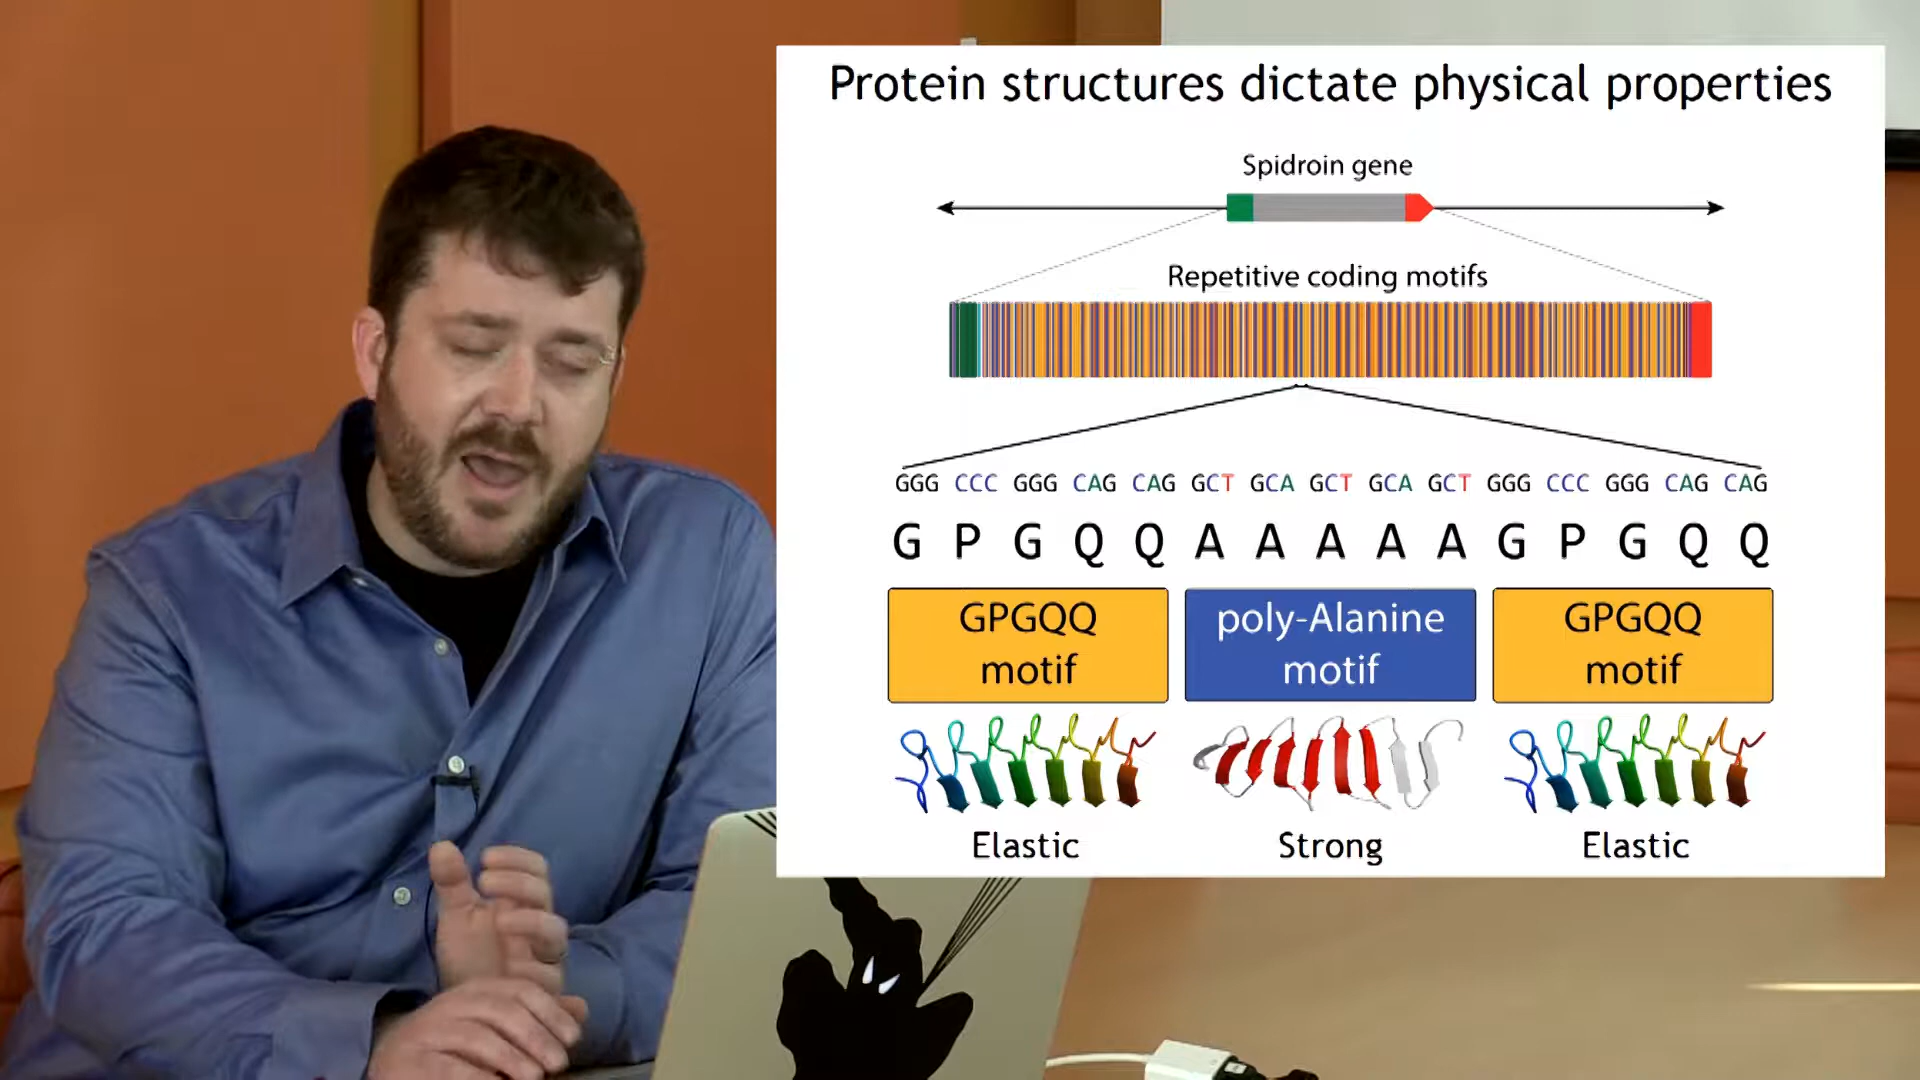 Protein structures dictate physical properties
Spidroin gene
Repetitive coding motifs
GGG CCC GGG CAG CAG GCT GCA GCT GCA GCT GGG CCC GGG CAG CAG
G P G Q Q A A A A A G P G Q Q
GPGQQ motif
poly-Alanine motif
GPGQQ motif
Elastic
Strong
Elastic